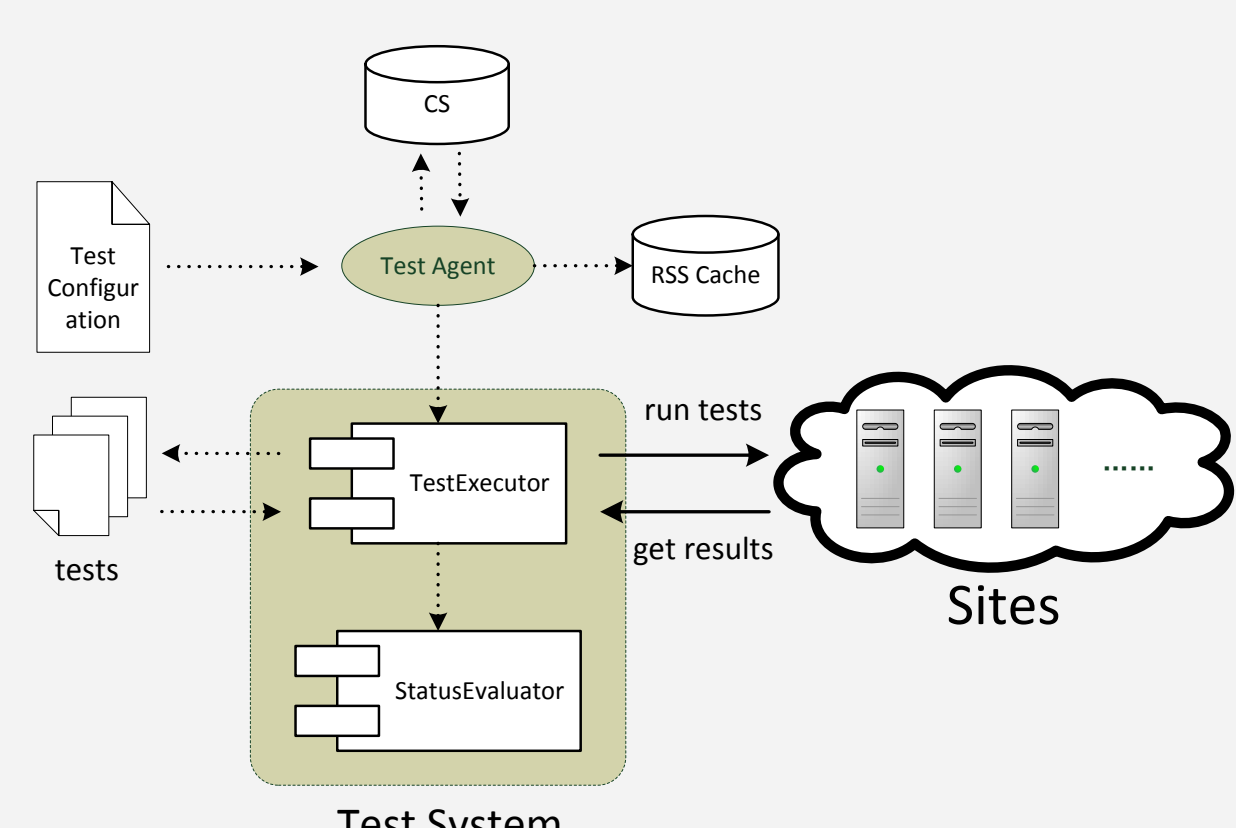 CS
Test
Configur
ation
Test Agent
RSS Cache
run tests
TestExecutor
get results
tests
Sites
StatusEvaluator
Test System